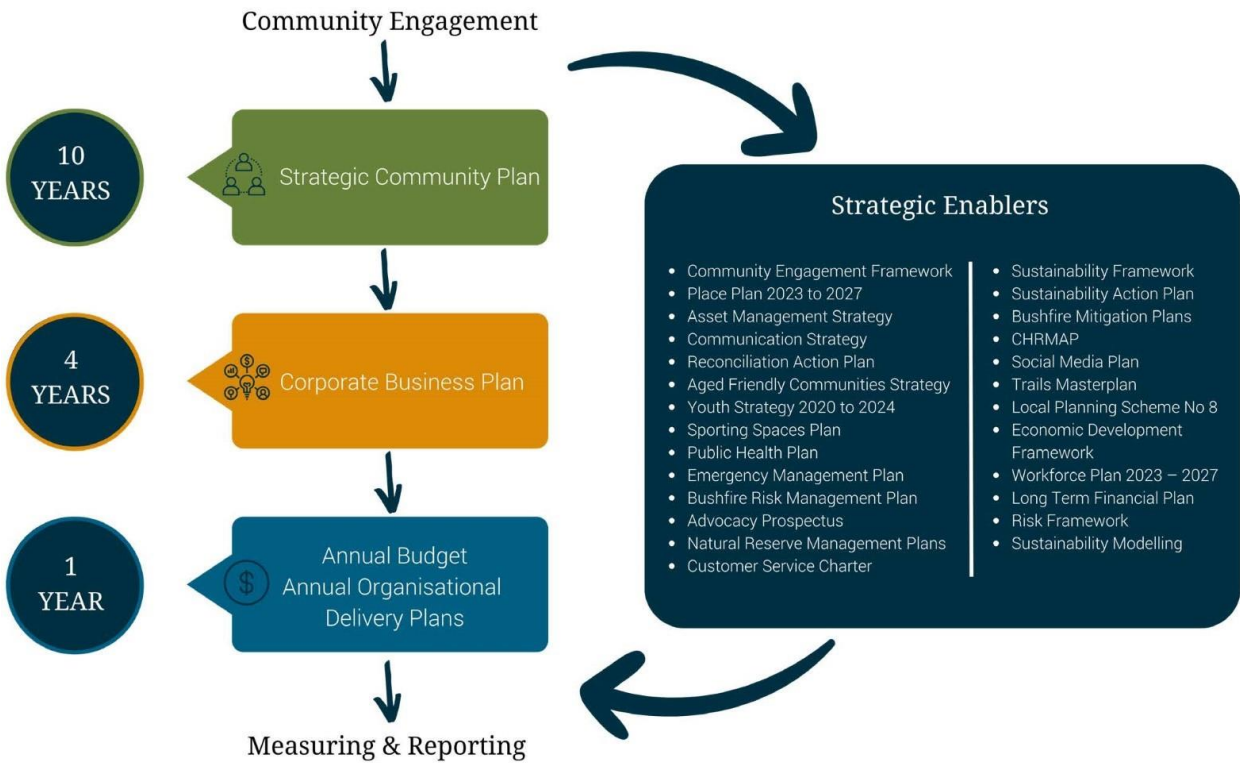 Community Engagement
10
YEARS
Strategic Community Plan
4
YEARS
Corporate Business Plan
1
YEAR
Annual Budget
Annual Organisational
Delivery Plans
Measuring & Reporting
Strategic Enablers
• Community Engagement Framework
• Place Plan 2023 to 2027
• Asset Management Strategy
• Communication Strategy
• Reconciliation Action Plan
• Aged Friendly Communities Strategy
• Youth Strategy 2020 to 2024
• Sporting Spaces Plan
• Public Health Plan
• Emergency Management Plan
• Bushfire Risk Management Plan
• Advocacy Prospectus
• Natural Reserve Management Plans
• Customer Service Charter
• Sustainability Framework
• Sustainability Action Plan
• Bushfire Mitigation Plans
• CHRMAP
• Social Media Plan
• Trails Masterplan
• Local Planning Scheme No 8
• Economic Development
Framework
• Workforce Plan 2023 – 2027
• Long Term Financial Plan
• Risk Framework
• Sustainability Modelling